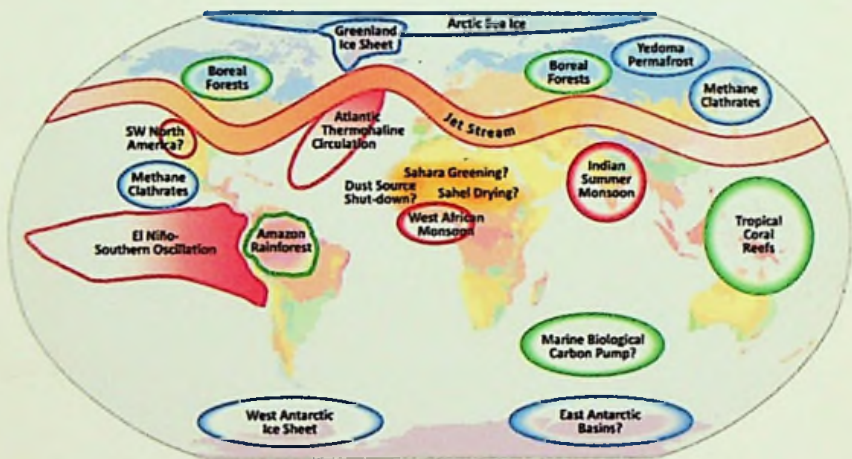 Arctic Sea Ice
Greenland
Ice Sheet
Yedoma
Permafrost
Boreal
Forests
Boreal
Forests
Methane
Clathrates
Jet Stream
SW North
America?
Atlantic
Thermohaline
Circulation
Methane
Clathrates
Sahara Greening?
Dust Source
Shut-down?
Sahel Drying?
Indian
Summer
Monsoon
West African
Monsoon
El Niño-
Southern Oscillation
Amazon
Rainforest
Tropical
Coral
Reefs
Marine Biological
Carbon Pump?
West Antarctic
Ice Sheet
East Antarctic
Basins?